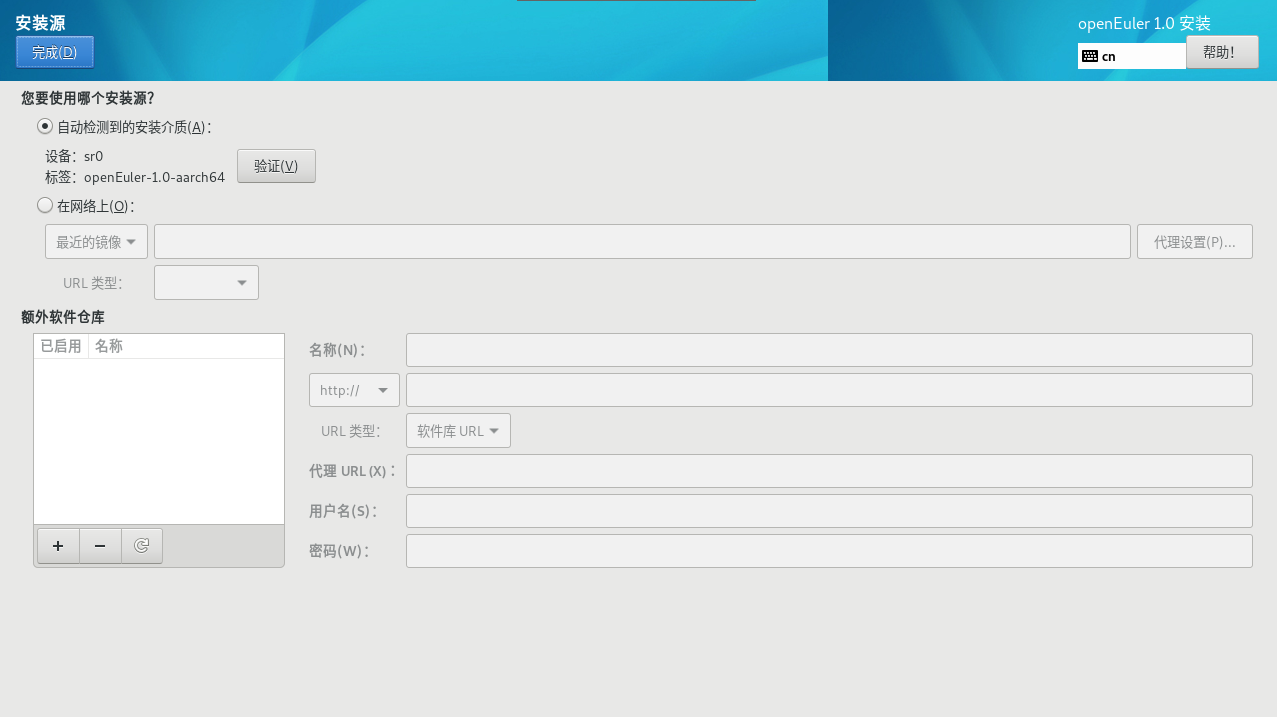 安装源
openEuler 1.0 安装
完成(D)
cn
帮助!
您要使用哪个安装源?
自动检测到的安装介质(A):
设备: sr0
标签: openEuler-1.0-aarch64
验证(V)
在网络上(O):
最近的镜像
代理设置(P)...
URL 类型:
额外软件仓库
已启用 名称
名称(N):
http://
URL 类型:
软件库 URL
代理 URL(X):
用户名(S):
密码(W):